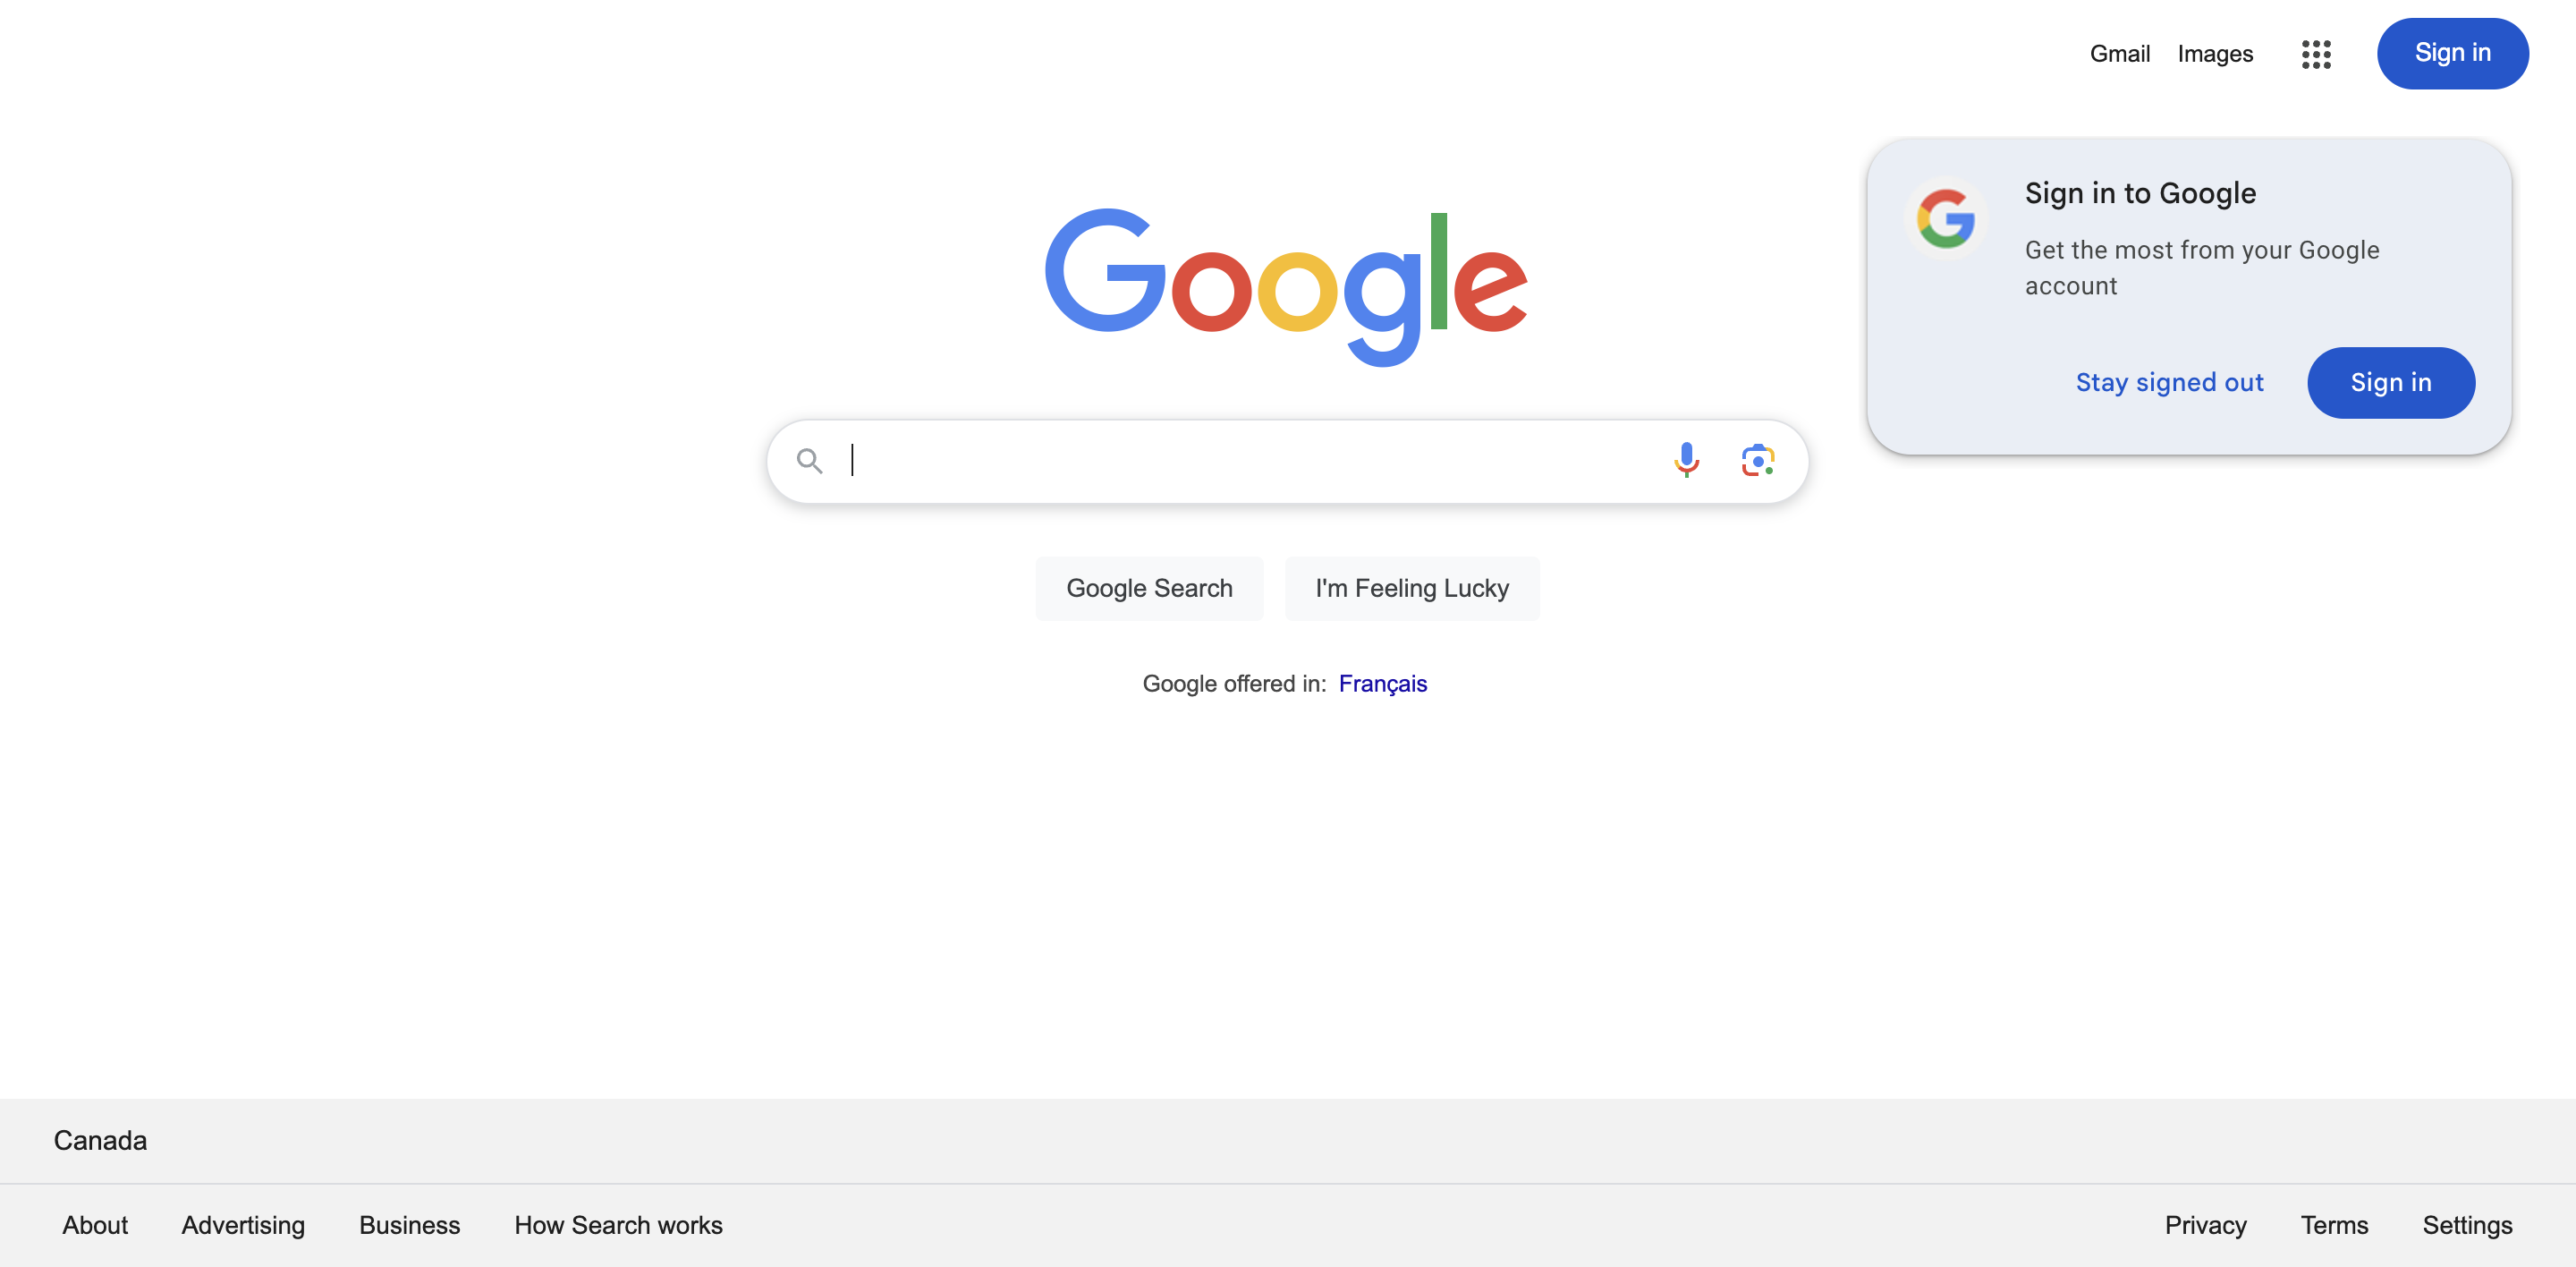 Gmail Images Sign in
Google
Sign in to Google
Get the most from your Google
account
Stay signed out Sign in
Google Search I'm Feeling Lucky
Google offered in: Français
Canada
About Advertising Business How Search works Privacy Terms Settings